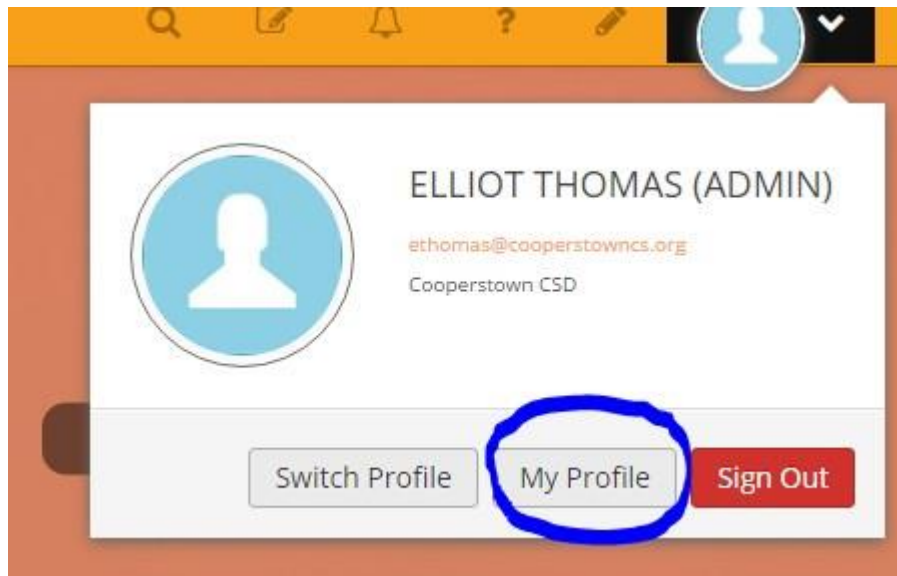 ?
ELLIOT THOMAS (ADMIN)
ethomas@cooperstowncs.org
Cooperstown CSD
Switch Profile
My Profile
Sign Out